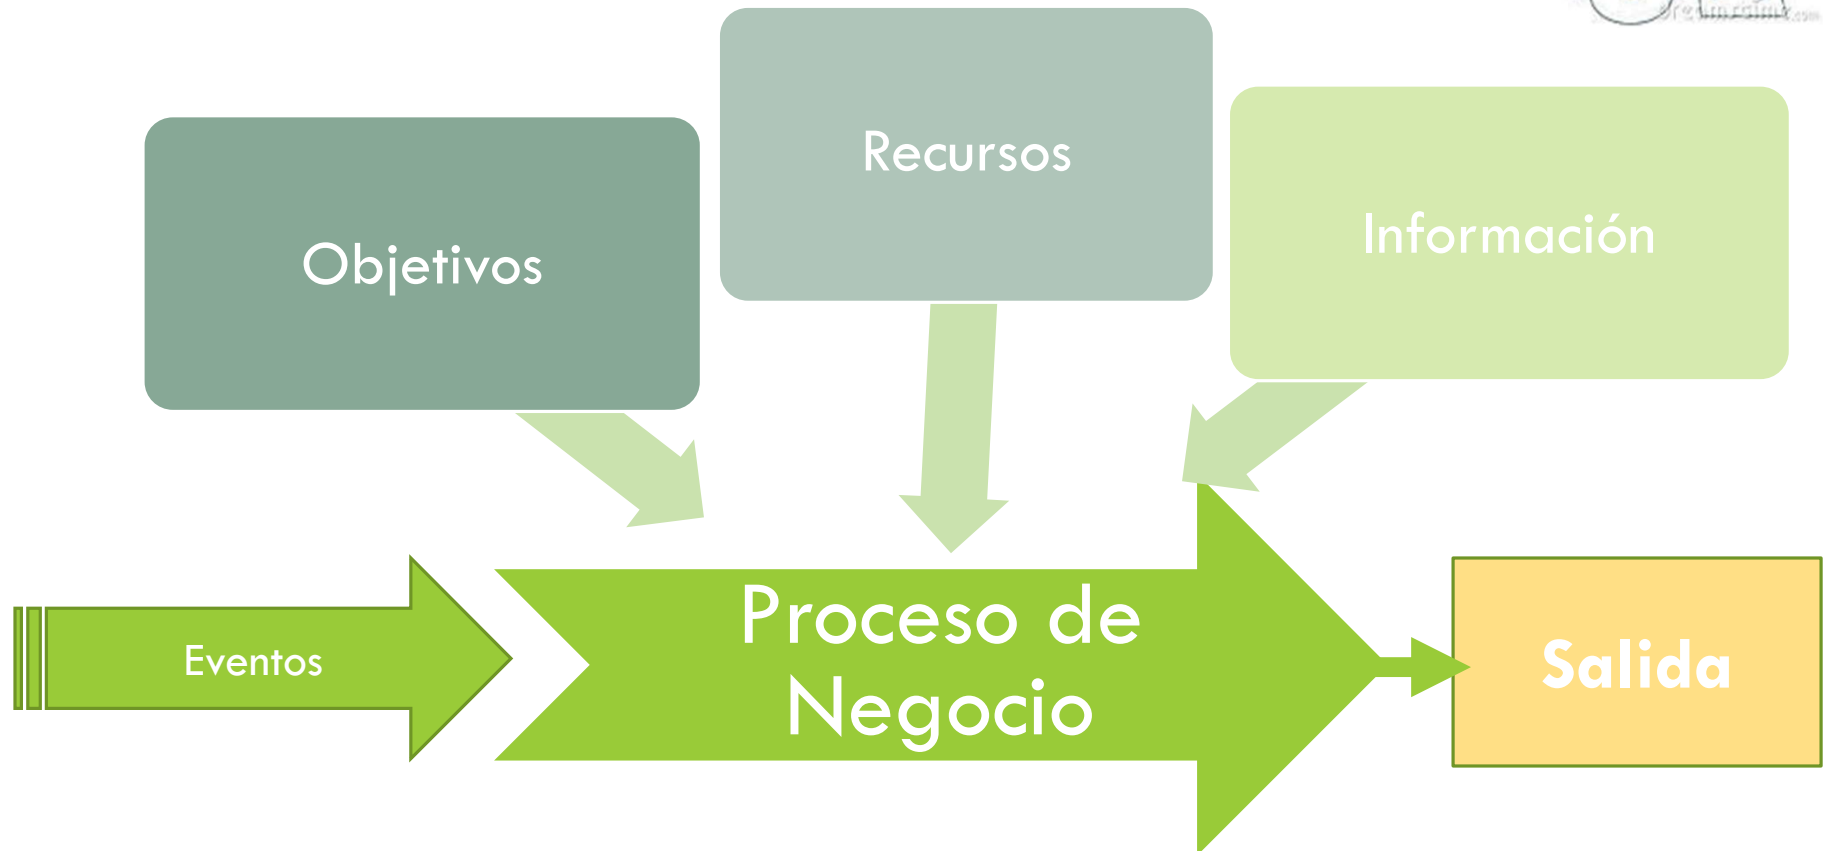 Recursos
Información
Objetivos
Eventos
Proceso de
Negocio
Salida